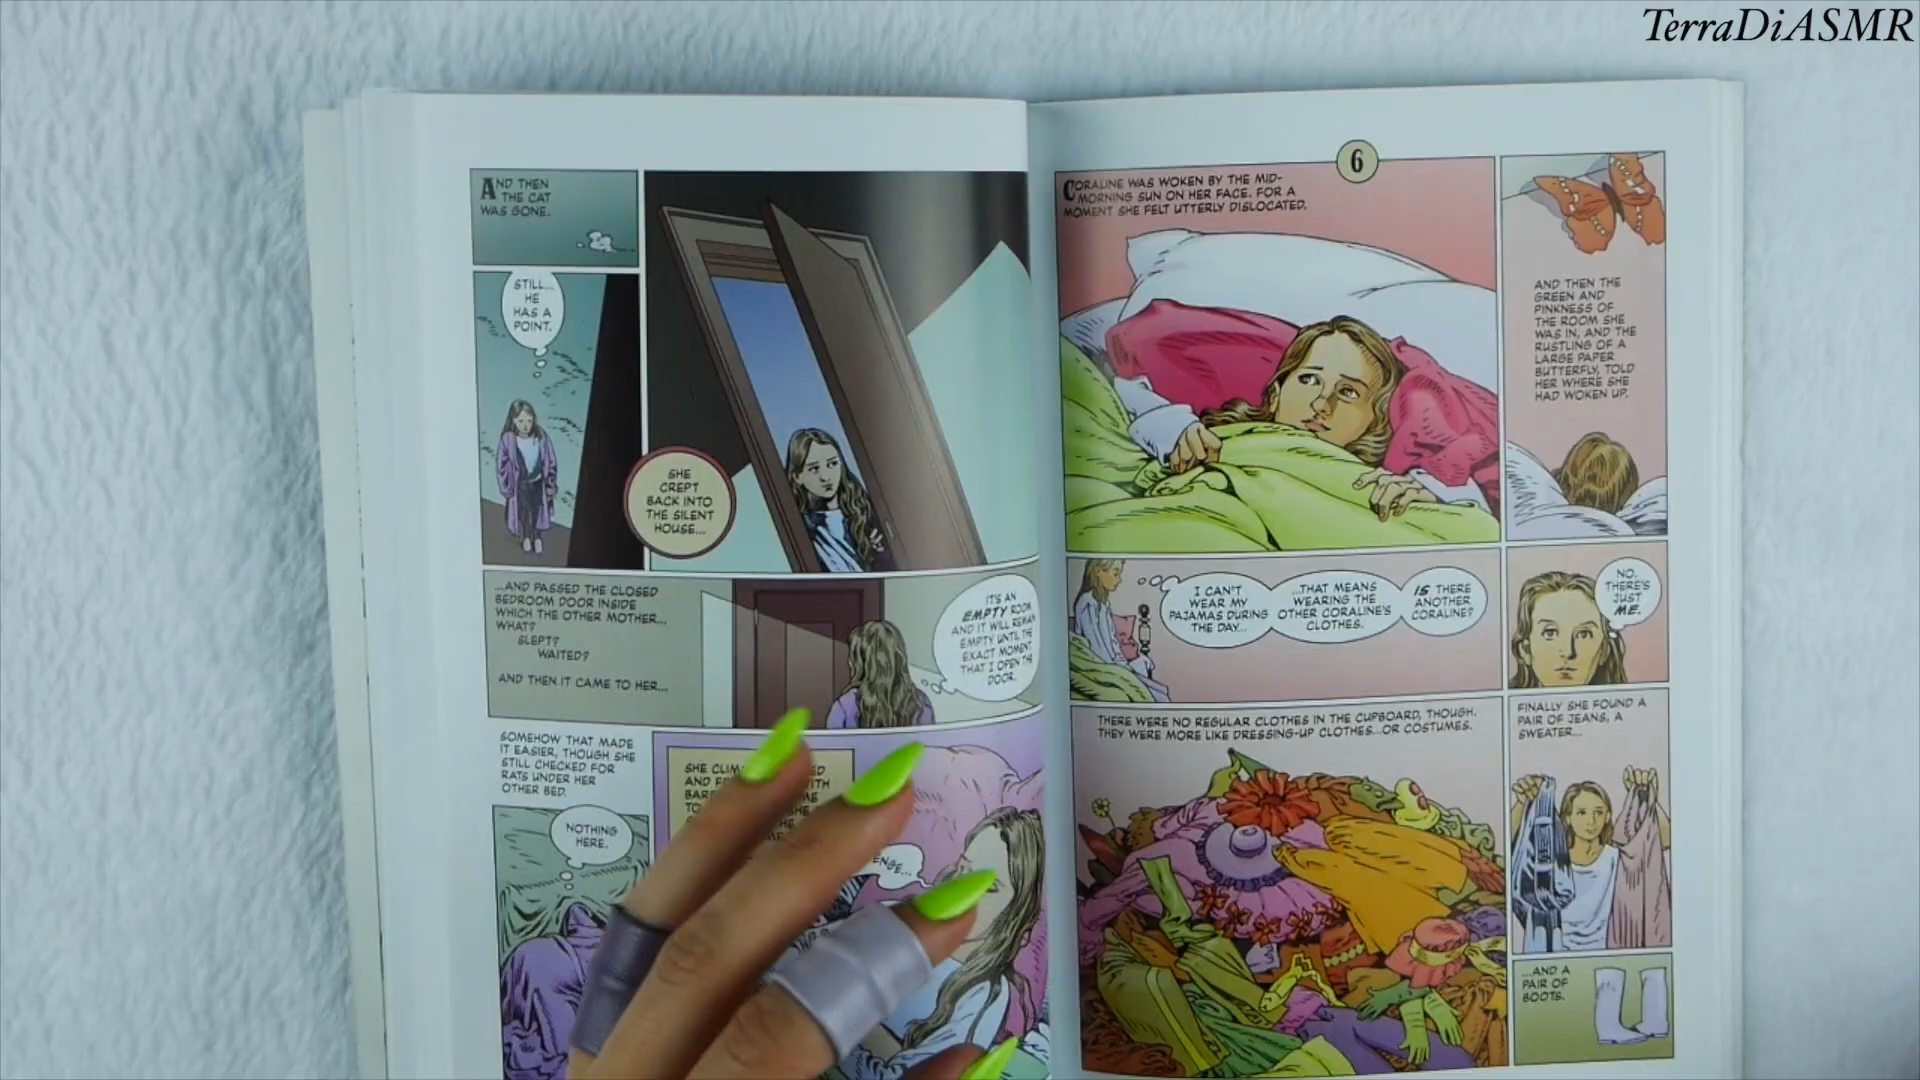 TerraDiASMR
AND THEN
THE CAT
WAS GONE.
STILL...
HE
HAS A
POINT.
SHE
CREPT
BACK INTO
THE SILENT
HOUSE...
...AND PASSED THE CLOSED
BEDROOM DOOR INSIDE
WHICH THE OTHER MOTHER...
WHAT?
SLEPT?
WAITED?
AND THEN IT CAME TO HER...
IT'S AN
EMPTY ROOM
AND IT WILL REMAIN
EMPTY UNTIL THE
EXACT MOMENT
THAT I OPEN THE
DOOR.
SOMEHOW THAT MADE
IT EASIER, THOUGH SHE
STILL CHECKED FOR
RATS UNDER HER
OTHER BED.
NOTHING
HERE.
SHE
AND
TO
6
CORALINE WAS WOKEN BY THE MID-
MORNING SUN ON HER FACE. FOR A
MOMENT SHE FELT UTTERLY DISLOCATED.
AND THEN THE
GREEN AND
PINKNESS OF
THE ROOM SHE
WAS IN, AND THE
RUSTLING OF A
LARGE PAPER
BUTTERFLY, TOLD
HER WHERE SHE
HAD WOKEN UP.
I CAN'T
WEAR MY
PAJAMAS DURING
THE DAY...
...THAT MEANS
WEARING THE
OTHER CORALINE'S
CLOTHES.
IS THERE
ANOTHER
CORALINE?
NO,
THERE'S
JUST
ME.
THERE WERE NO REGULAR CLOTHES IN THE CUPBOARD, THOUGH.
THEY WERE MORE LIKE DRESSING-UP CLOTHES...OR COSTUMES.
FINALLY SHE FOUND A
PAIR OF JEANS, A
SWEATER...
...AND A
PAIR OF
BOOTS.